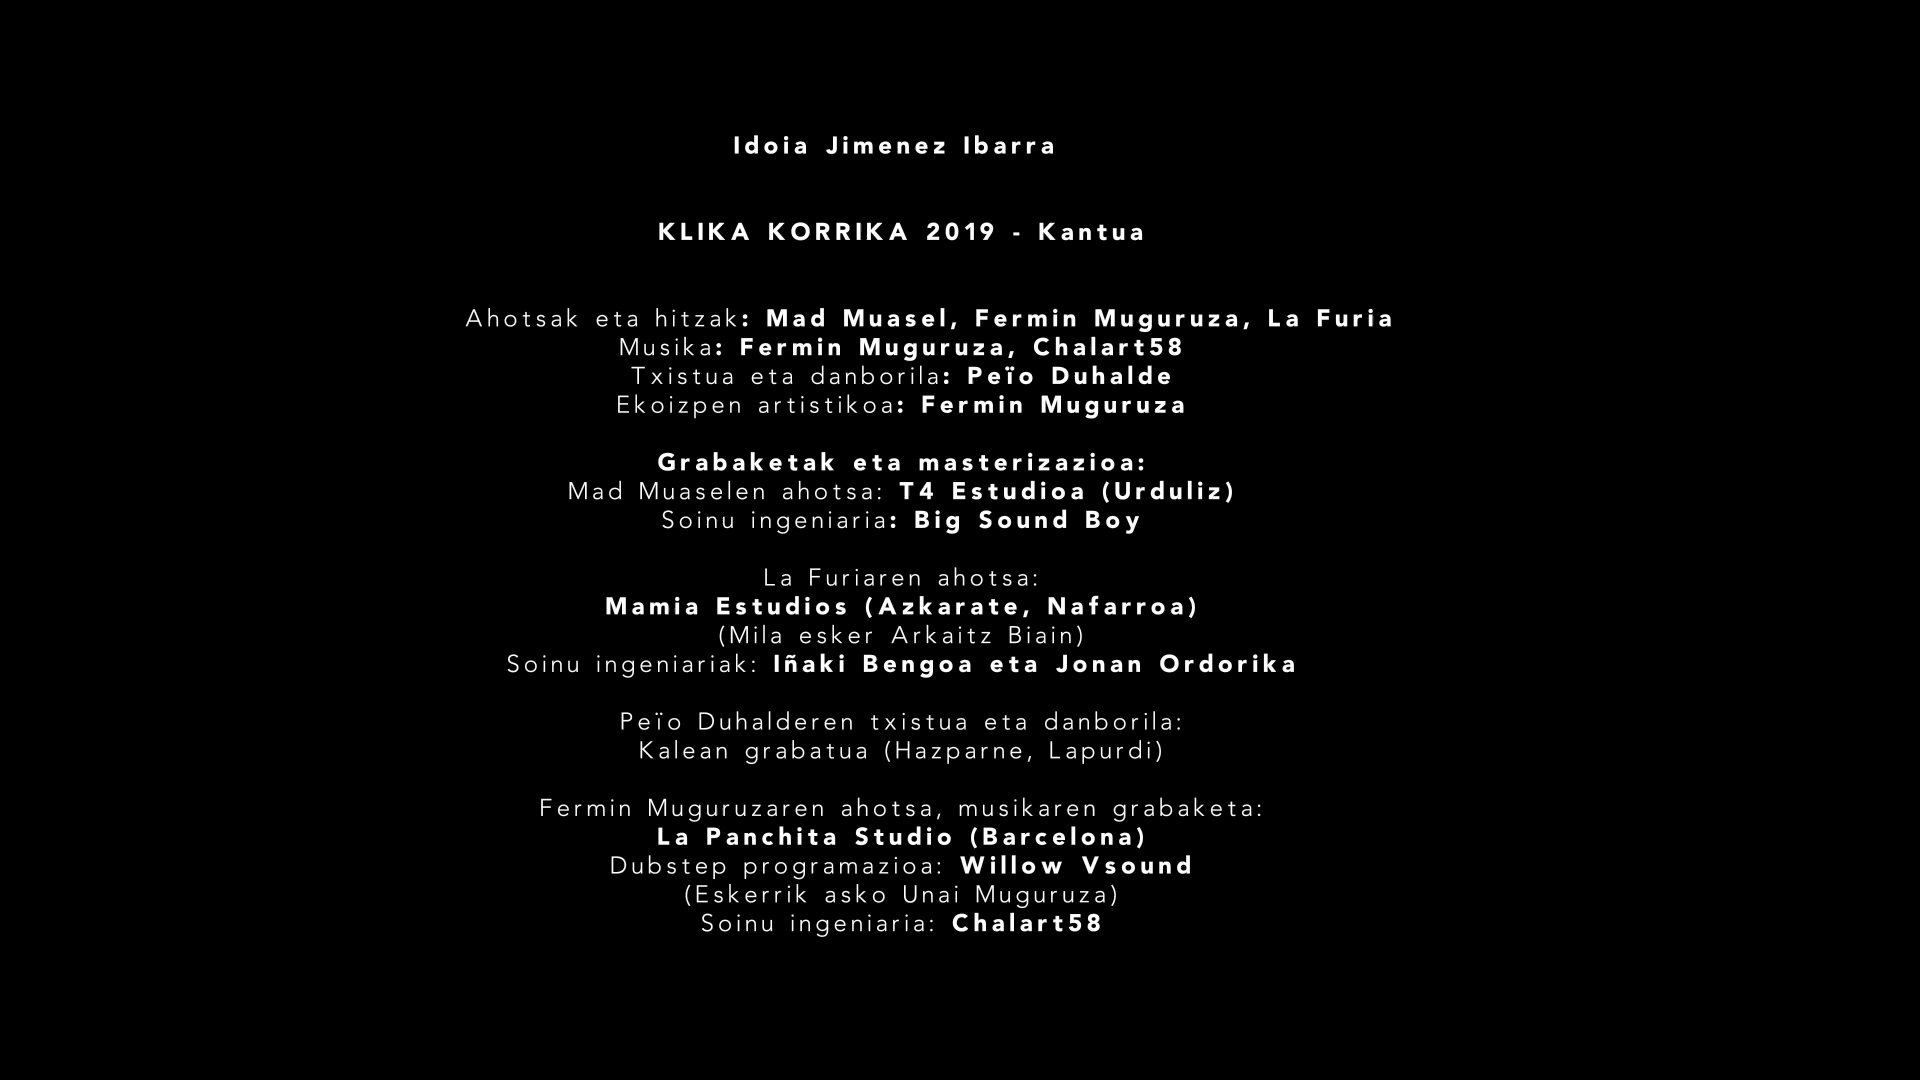 Idoia Jimenez Ibarra
KLIKA KORRIKA 2019 - Kantua
Ahotsak eta hitzak: Mad Muasel, Fermin Muguruza, La Furia
Musika: Fermin Muguruza, Chalart58
Txistua eta danborila: Peïo Duhalde
Ekoizpen artistikoa: Fermin Muguruza
Grabaketak eta masterizazioa:
Mad Muaselen ahotsa: T4 Estudioa (Urduliz)
Soinu ingeniaria: Big Sound Boy
La Furiaren ahotsa:
Mamia Estudios (Azkarate, Nafarroa)
(Mila esker Arkaitz Biain)
Soinu ingeniariak: Iñaki Bengoa eta Jonan Ordorika
Peïo Duhalderen txistua eta danborila:
Kalean grabatua (Hazparne, Lapurdi)
Fermin Muguruzaren ahotsa, musikaren grabaketa:
La Panchita Studio (Barcelona)
Dubstep programazioa: Willow Vsound
(Eskerrik asko Unai Muguruza)
Soinu ingeniaria: Chalart58